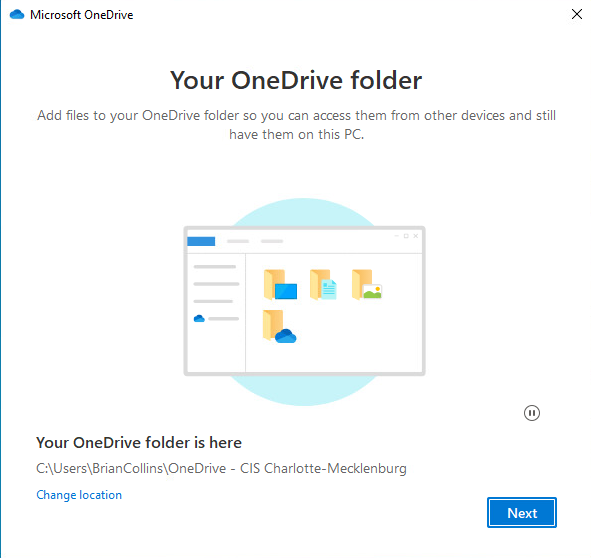 Microsoft OneDrive
Your OneDrive folder
Add files to your OneDrive folder so you can access them from other devices and still
have them on this PC.
Your OneDrive folder is here
C:\Users\BrianCollins\OneDrive - CIS Charlotte-Mecklenburg
Change location
Next